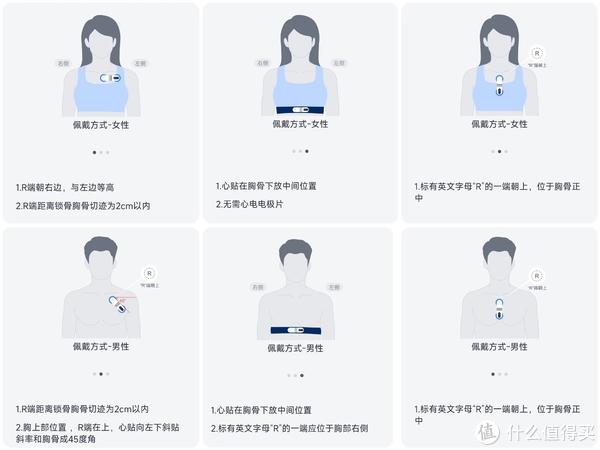 右侧
左侧
佩戴方式-女性
1.R端朝右边，与左边等高
2.R端距离锁骨胸骨切迹为2cm以内
右侧
左侧
佩戴方式-女性
1.心贴在胸骨下放中间位置
2.无需心电电极片
R
"R"端朝上
佩戴方式-女性
1.标有英文字母"R"的一端朝上，位于胸骨正
中
R
"R"端朝上
45°
佩戴方式-男性
1.R端距离锁骨胸骨切迹为2cm以内
2.胸上部位置 ，R端在上，心贴向左下斜贴
斜率和胸骨成45度角
右侧
左侧
佩戴方式-男性
1.心贴在胸骨下放中间位置
2.标有英文字母"R"的一端应位于胸部右侧
R
"R"端朝上
佩戴方式-男性
1.标有英文字母"R"的一端朝上，位于胸骨正
中
值 什么值得买